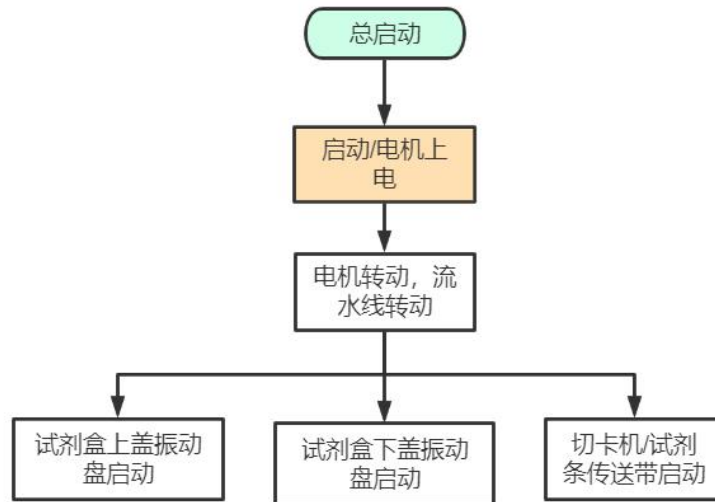 总启动
启动/电机上
电
电机转动，流
水线转动
试剂盒上盖振动
盘启动
试剂盒下盖振动
盘启动
切卡机/试剂
条传送带启动